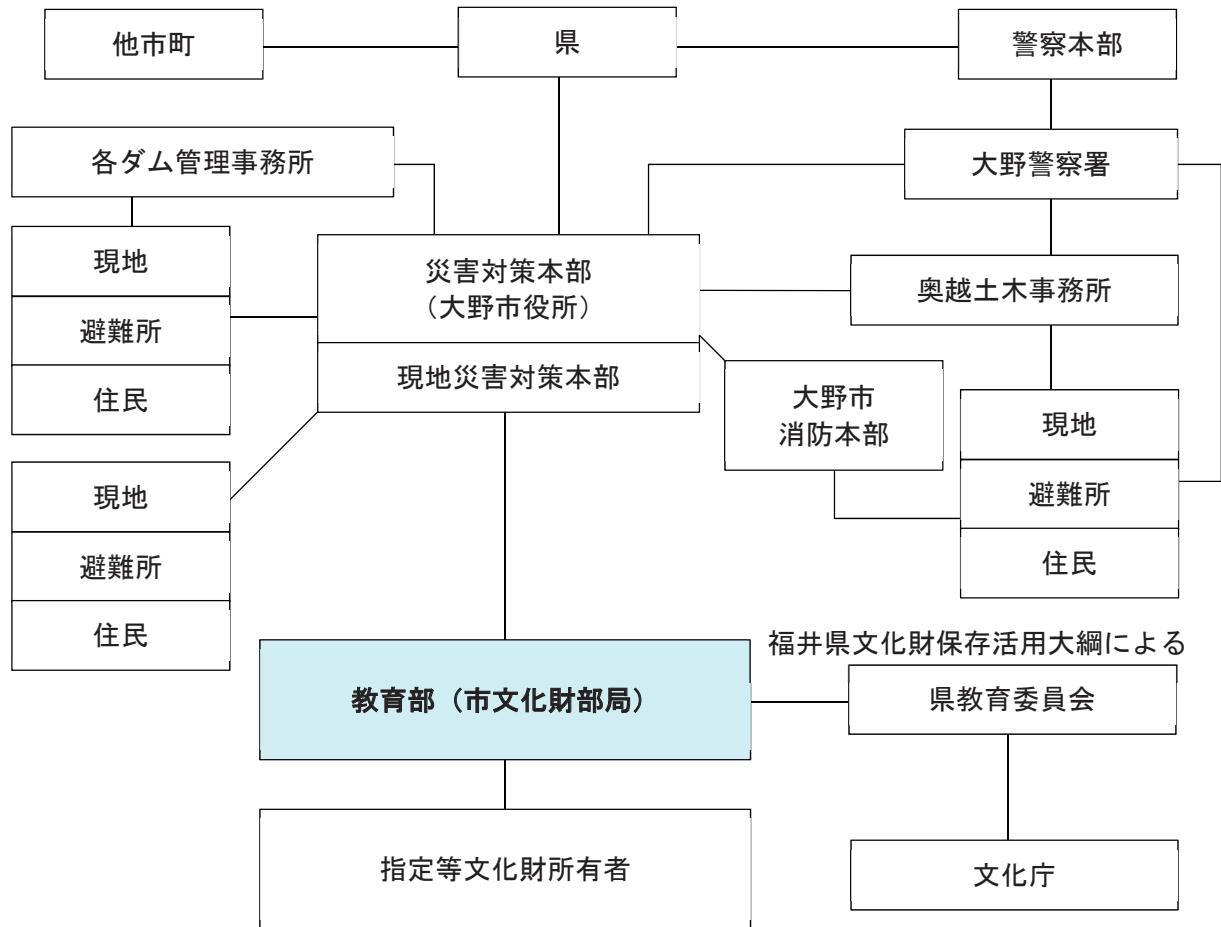 他市町
県
警察本部
各ダム管理事務所
大野警察署
現地
避難所
住民
災害対策本部
（大野市役所）
現地災害対策本部
奥越土木事務所
大野市
消防本部
現地
避難所
住民
現地
避難所
住民
福井県文化財保存活用大綱による
教育部（市文化財部局）
県教育委員会
指定等文化財所有者
文化庁